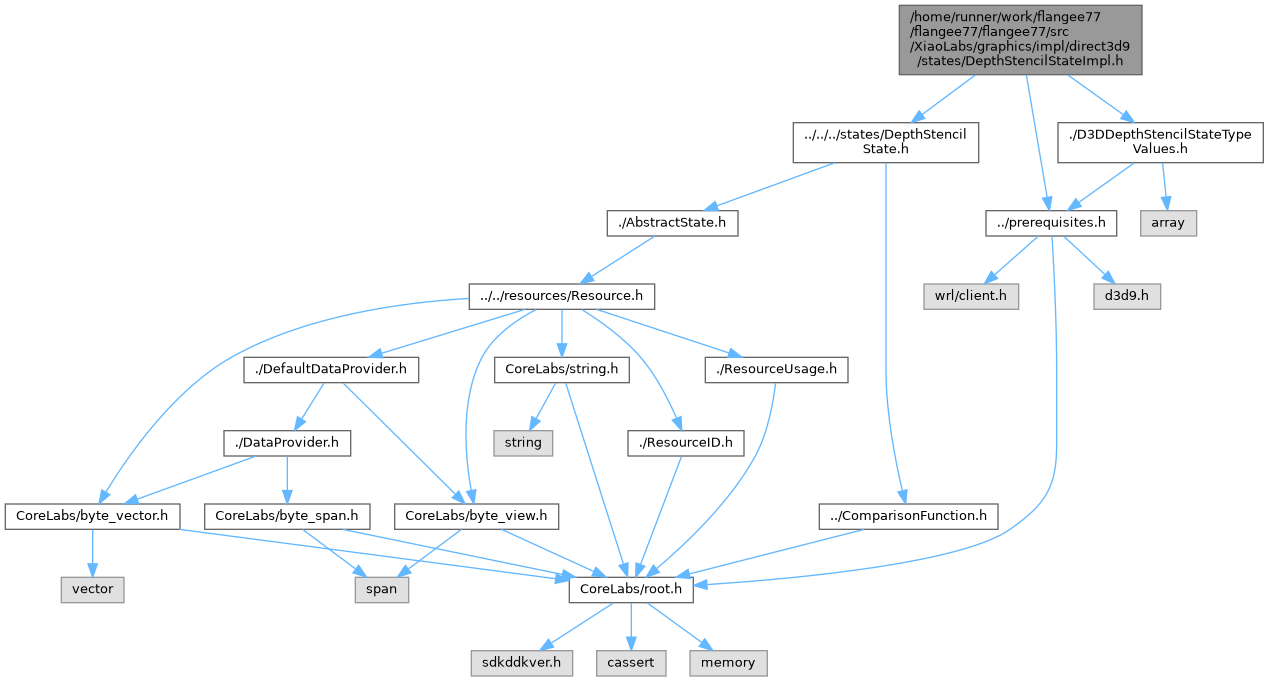 /home/runner/work/flangee77
/flangee77/flangee77/src
/XiaoLabs/graphics/impl/direct3d9
/states/DepthStencilStateImpl.h
../../../states/DepthStencil
State.h
./D3DDepthStencilStateType
Values.h
./AbstractState.h
../prerequisites.h
array
../../resources/Resource.h
wrl/client.h
d3d9.h
./DefaultDataProvider.h
CoreLabs/string.h
./ResourceUsage.h
./DataProvider.h
string
./ResourceID.h
CoreLabs/byte_vector.h
CoreLabs/byte_span.h
CoreLabs/byte_view.h
../ComparisonFunction.h
vector
span
CoreLabs/root.h
sdkddkver.h
cassert
memory